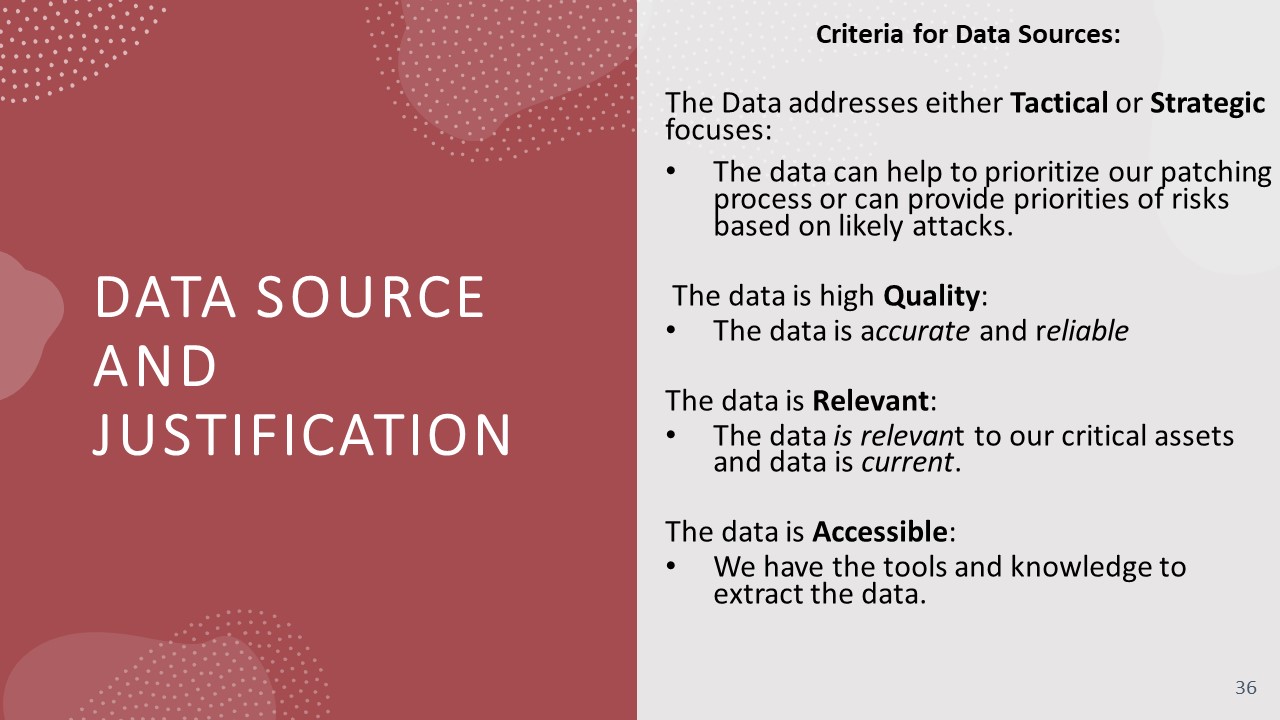 DATA SOURCE
AND
JUSTIFICATION
Criteria for Data Sources:
The Data addresses either Tactical or Strategic
focuses:
• The data can help to prioritize our patching
process or can provide priorities of risks
based on likely attacks.
The data is high Quality:
• The data is accurate and reliable
The data is Relevant:
• The data is relevant to our critical assets
and data is current.
The data is Accessible:
• We have the tools and knowledge to
extract the data.
36